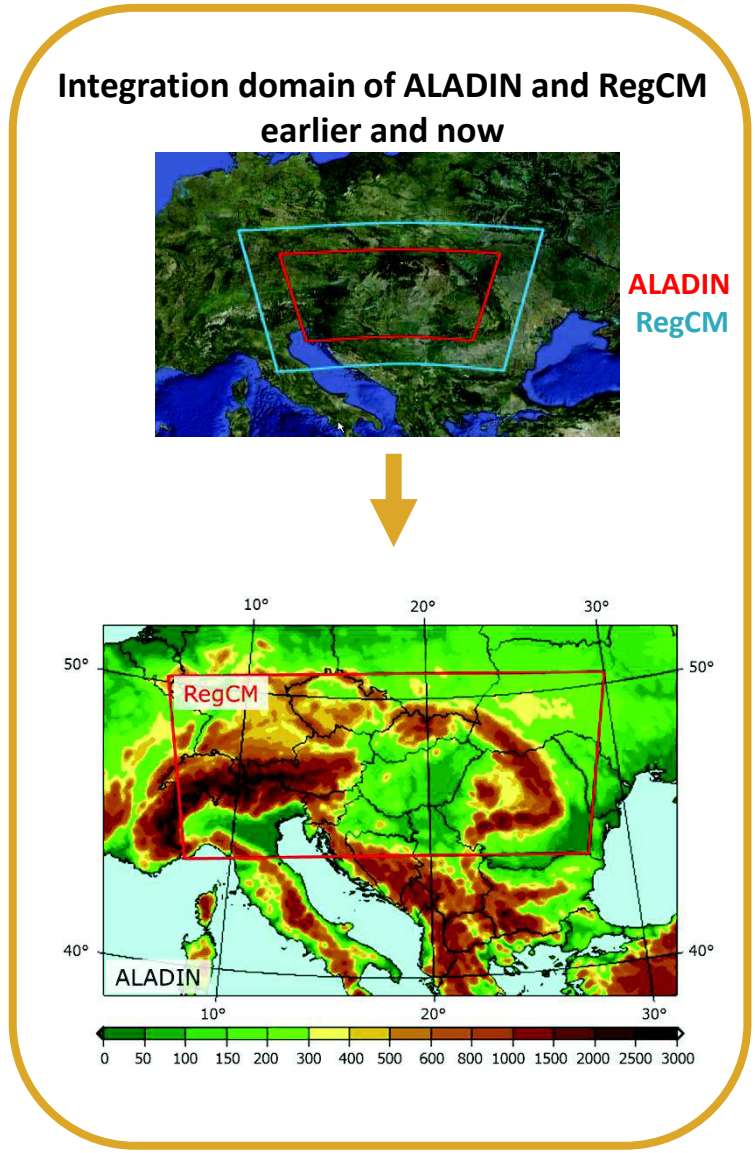 Integration domain of ALADIN and RegCM
earlier and now
ALADIN
RegCM
10° 20° 30°
50° 50°
RegCM
40° 40°
ALADIN
10° 20° 30°
0 50 100 150 200 300 400 500 600 800 1000 1500 2000 2500 3000